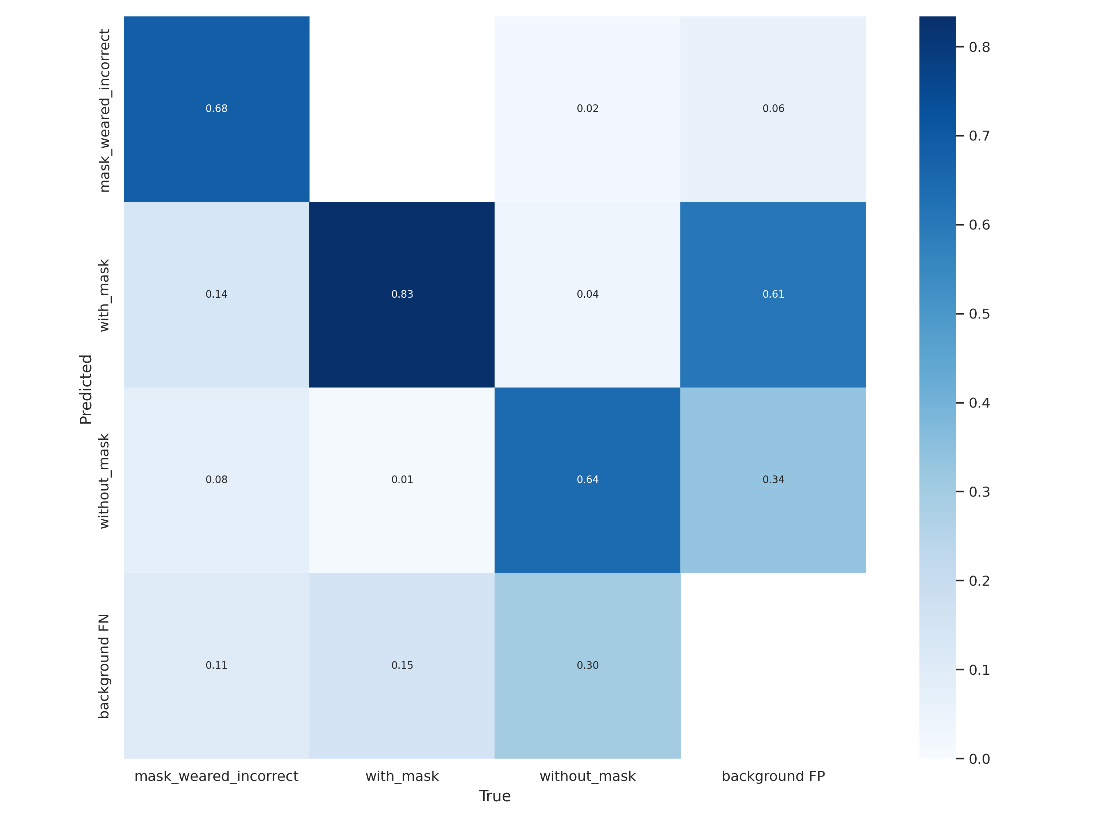 mask_weared_incorrect
0.68
0.02
0.06
with_mask
0.14
0.83
0.04
0.61
without_mask
0.08
0.01
0.64
0.34
background FN
0.11
0.15
0.30
Predicted
mask_weared_incorrect
with_mask
without_mask
background FP
True
0.8
0.7
0.6
0.5
0.4
0.3
0.2
0.1
0.0